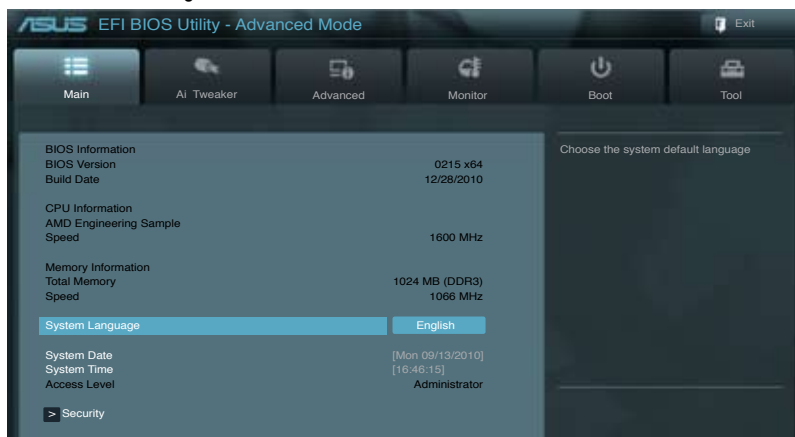 ASUS EFI BIOS Utility - Advanced Mode Exit
Main Ai Tweaker Advanced Monitor Boot Tool
BIOS Information
BIOS Version 0215 x64
Build Date 12/28/2010
CPU Information
AMD Engineering Sample
Speed 1600 MHz
Memory Information
Total Memory 1024 MB (DDR3)
Speed 1066 MHz
System Language English
System Date [Mon 09/13/2010]
System Time [16:46:15]
Access Level Administrator
> Security
Choose the system default language